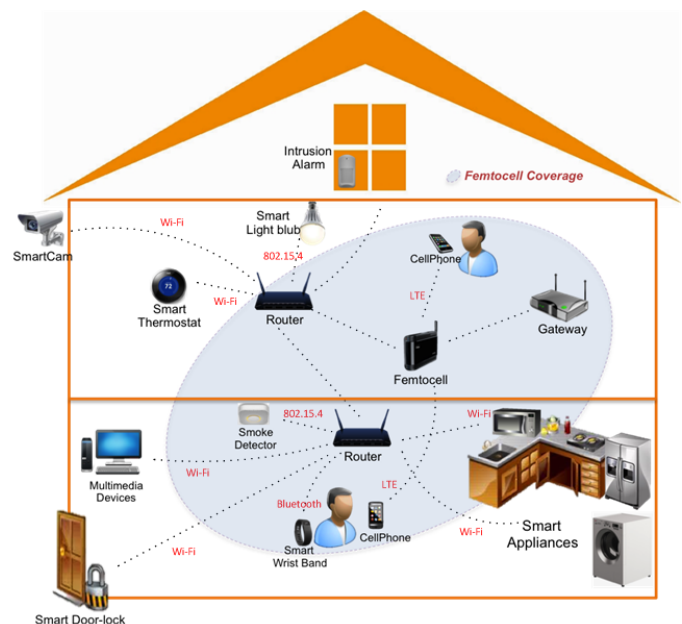 Intrusion
Alarm
Femtocell Coverage
SmartCam
Wi-Fi
Smart
Light blub
802.15.4
CellPhone
72
Wi-Fi
Smart
Thermostat
Router
LTE
Gateway
Femtocell
802.15.4
Smoke
Detector
Router
Wi-Fi
Multimedia
Devices
Wi-Fi
LTE
Bluetooth
CellPhone
Smart
Wrist Band
Wi-Fi
Smart
Appliances
Wi-Fi
Smart Door-lock